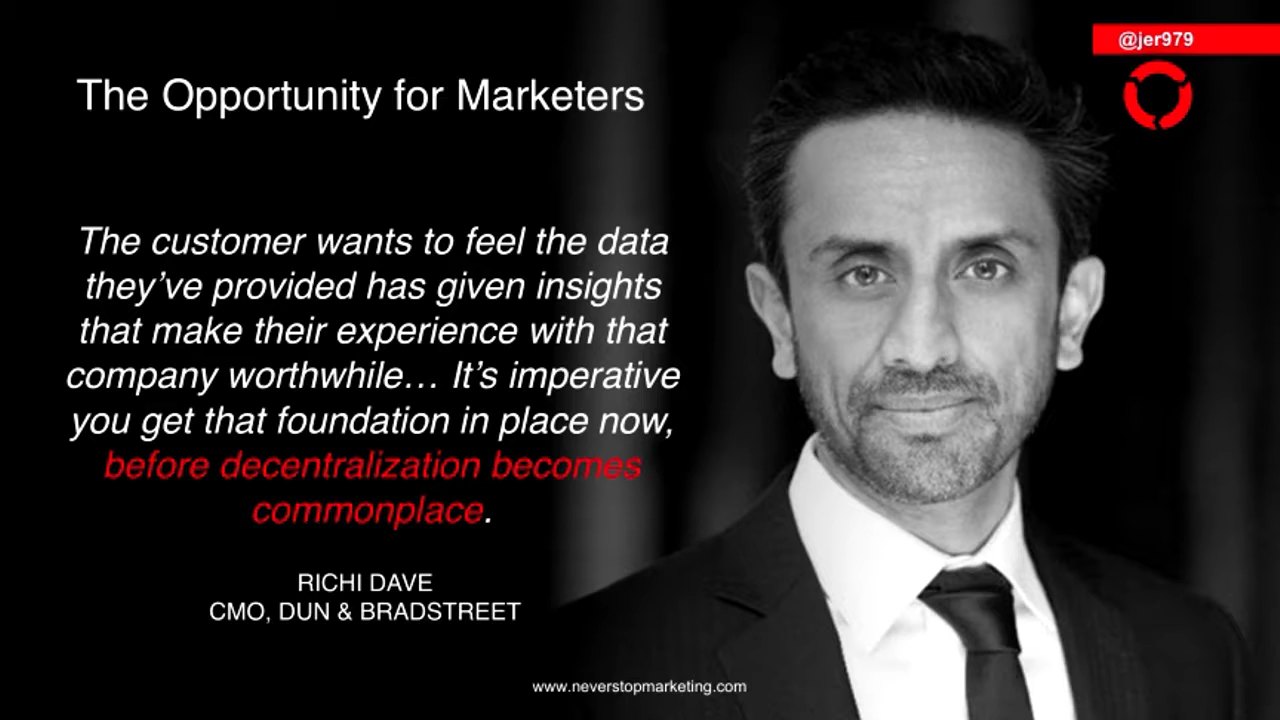 @jer979
The Opportunity for Marketers
The customer wants to feel the data
they’ve provided has given insights
that make their experience with that
company worthwhile… It’s imperative
you get that foundation in place now,
before decentralization becomes
commonplace.
RICHI DAVE
CMO, DUN & BRADSTREET
www.neverstopmarketing.com